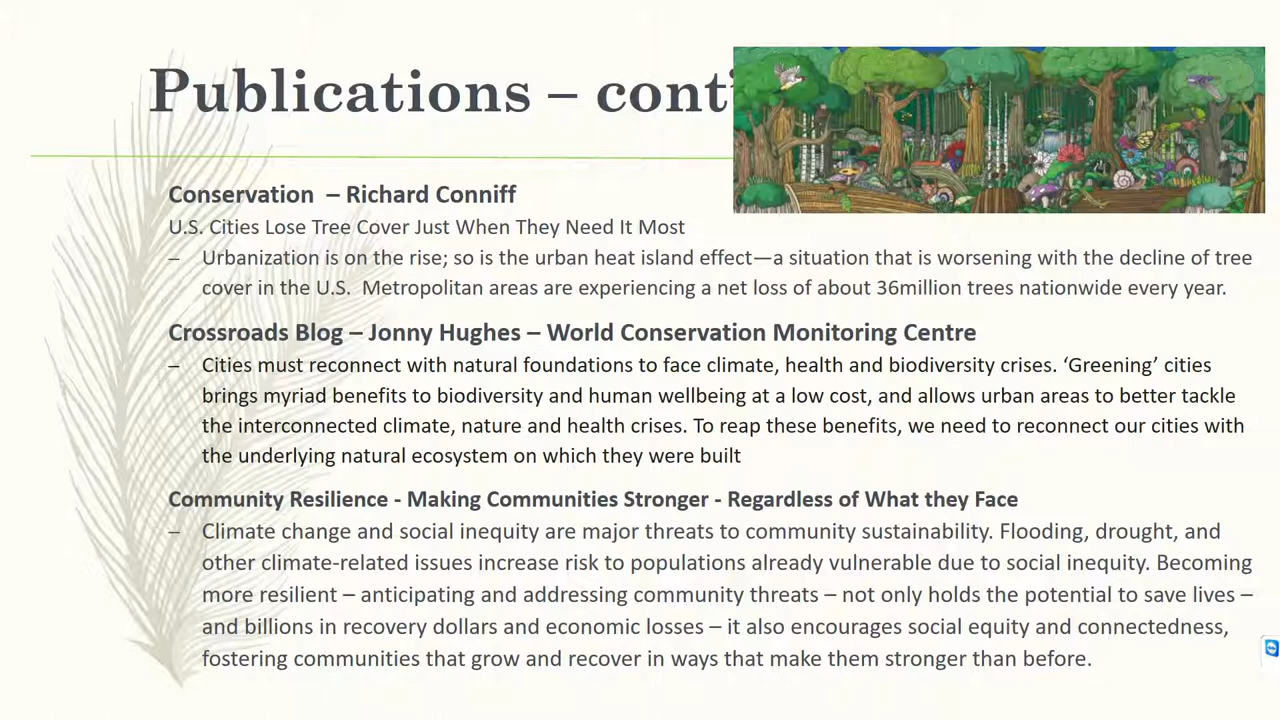 Publications – cont
Conservation – Richard Conniff
U.S. Cities Lose Tree Cover Just When They Need It Most
– Urbanization is on the rise; so is the urban heat island effect—a situation that is worsening with the decline of tree
cover in the U.S. Metropolitan areas are experiencing a net loss of about 36million trees nationwide every year.
Crossroads Blog – Jonny Hughes – World Conservation Monitoring Centre
– Cities must reconnect with natural foundations to face climate, health and biodiversity crises. ‘Greening’ cities
brings myriad benefits to biodiversity and human wellbeing at a low cost, and allows urban areas to better tackle
the interconnected climate, nature and health crises. To reap these benefits, we need to reconnect our cities with
the underlying natural ecosystem on which they were built
Community Resilience - Making Communities Stronger - Regardless of What they Face
– Climate change and social inequity are major threats to community sustainability. Flooding, drought, and
other climate-related issues increase risk to populations already vulnerable due to social inequity. Becoming
more resilient – anticipating and addressing community threats – not only holds the potential to save lives –
and billions in recovery dollars and economic losses – it also encourages social equity and connectedness,
fostering communities that grow and recover in ways that make them stronger than before.